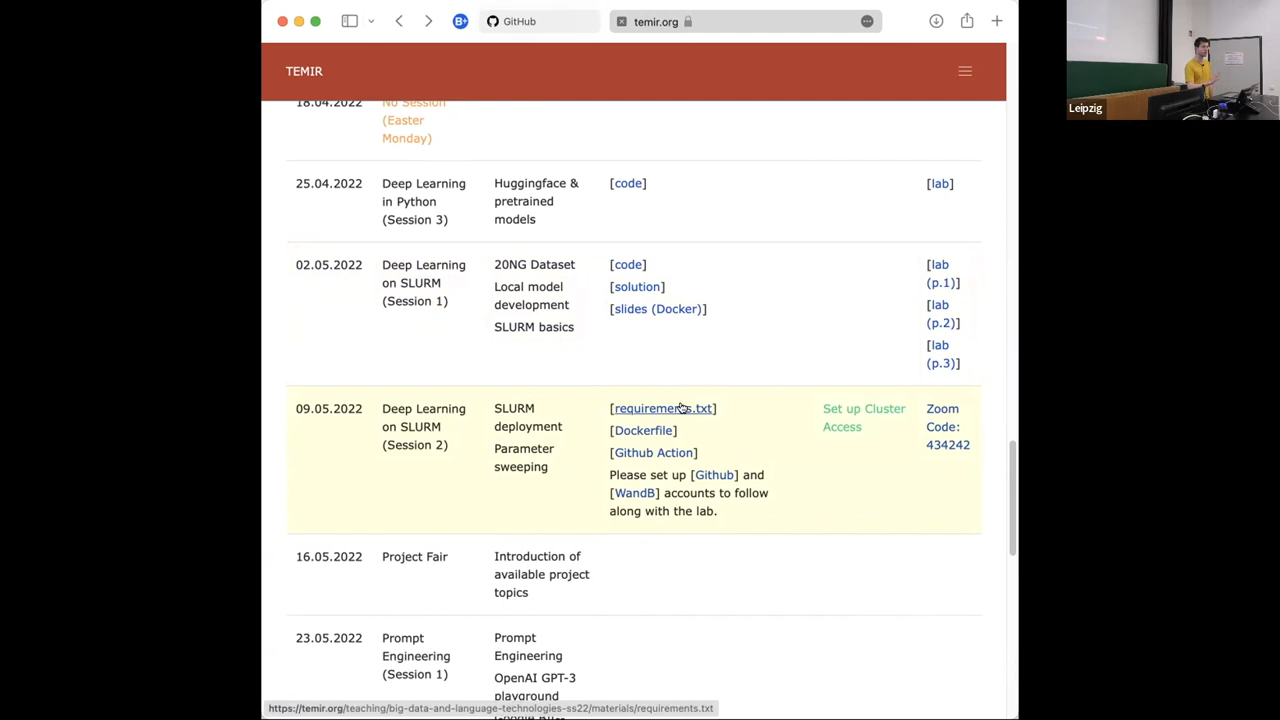 GitHub
temir.org
TEMIR
Leipzig
18.04.2022 No Session
(Easter
Monday)
25.04.2022 Deep Learning Huggingface & [code] [lab]
in Python pretrained
(Session 3) models
02.05.2022 Deep Learning 20NG Dataset [code] [lab
on SLURM Local model [solution] (p.1)]
(Session 1) development [slides (Docker)] [lab
SLURM basics (p.2)]
[lab
(p.3)]
09.05.2022 Deep Learning SLURM [requirements.txt] Set up Cluster Zoom
on SLURM deployment [Dockerfile] Access Code:
(Session 2) Parameter [Github Action] 434242
sweeping Please set up [Github] and
[WandB] accounts to follow
along with the lab.
16.05.2022 Project Fair Introduction of
available project
topics
23.05.2022 Prompt Prompt
Engineering Engineering
(Session 1) OpenAI GPT-3
playground
https://temir.org/teaching/big-data-and-language-technologies-ss22/materials/requirements.txt